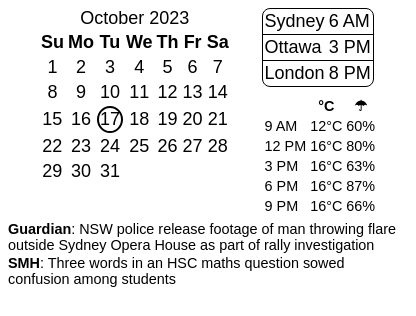 October 2023
Su Mo Tu We Th Fr Sa
1 2 3 4 5 6 7
8 9 10 11 12 13 14
15 16 17 18 19 20 21
22 23 24 25 26 27 28
29 30 31
Sydney 6 AM
Ottawa 3 PM
London 8 PM
°C ☂
9 AM 12°C 60%
12 PM 16°C 80%
3 PM 16°C 63%
6 PM 16°C 87%
9 PM 16°C 66%
Guardian: NSW police release footage of man throwing flare
outside Sydney Opera House as part of rally investigation
SMH: Three words in an HSC maths question sowed
confusion among students